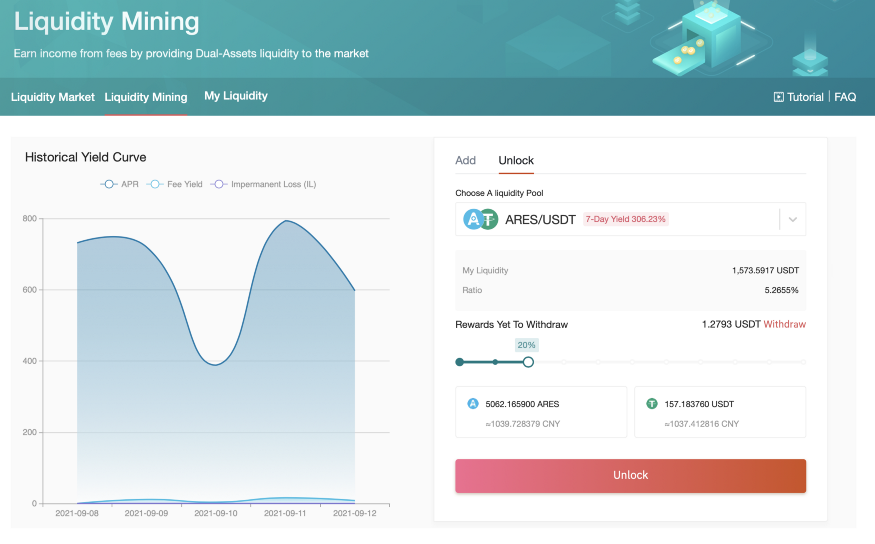 Liquidity Mining
Earn income from fees by providing Dual-Assets liquidity to the market
Liquidity Market Liquidity Mining My Liquidity Tutorial | FAQ
Historical Yield Curve
APR Fee Yield Impermanent Loss (IL)
800
600
400
200
0
2021-09-08 2021-09-09 2021-09-10 2021-09-11 2021-09-12
Add Unlock
Choose A liquidity Pool
ARES/USDT 7-Day Yield 306.23%
My Liquidity 1,573.5917 USDT
Ratio 5.2655%
Rewards Yet To Withdraw 1.2793 USDT Withdraw
20%
5062.165900 ARES
≈1039.728379 CNY
157.183760 USDT
≈1037.412816 CNY
Unlock